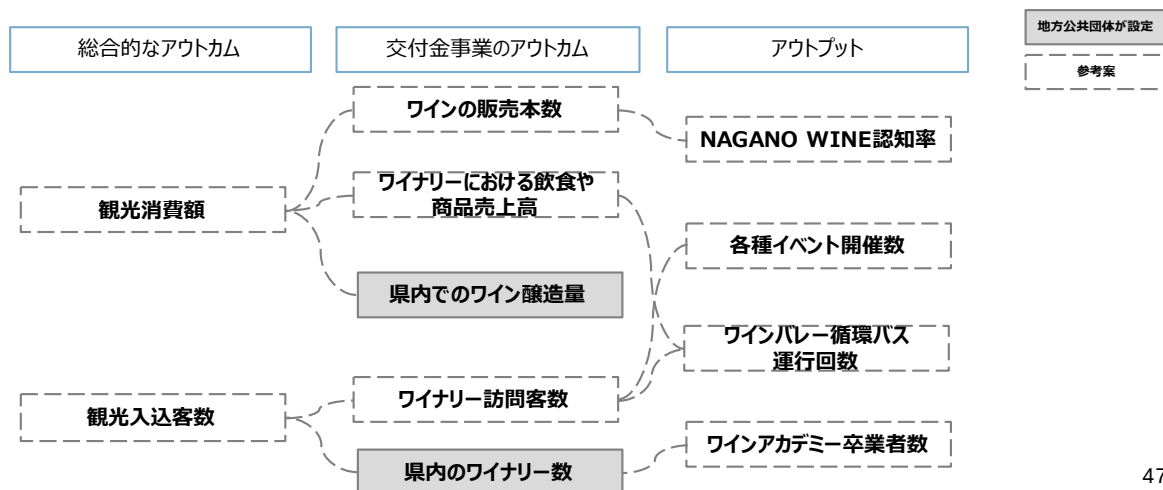 総合的なアウトカム
交付金事業のアウトカム
アウトプット
地方公共団体が設定
参考案
ワインの販売本数
NAGANO WINE認知率
ワイナリーにおける飲食や
商品売上高
観光消費額
各種イベント開催数
県内でのワイン醸造量
ワインバレー循環バス
運行回数
ワイナリー訪問客数
観光入込客数
ワインアカデミー卒業者数
県内のワイナリー数
47